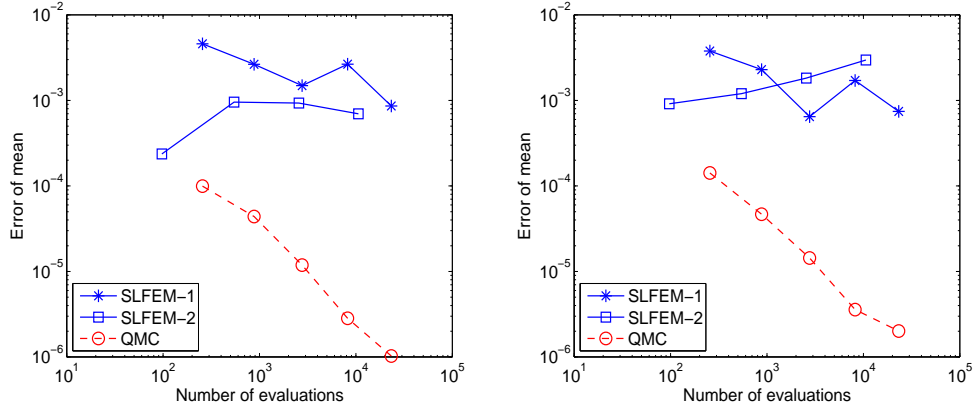 10^-2
10^-3
10^-4
10^-5
10^-6
Error of mean
SLFEM−1
SLFEM−2
QMC
10^1
10^2
10^3
10^4
10^5
Number of evaluations
10^-2
10^-3
10^-4
10^-5
10^-6
Error of mean
SLFEM−1
SLFEM−2
QMC
10^1
10^2
10^3
10^4
10^5
Number of evaluations